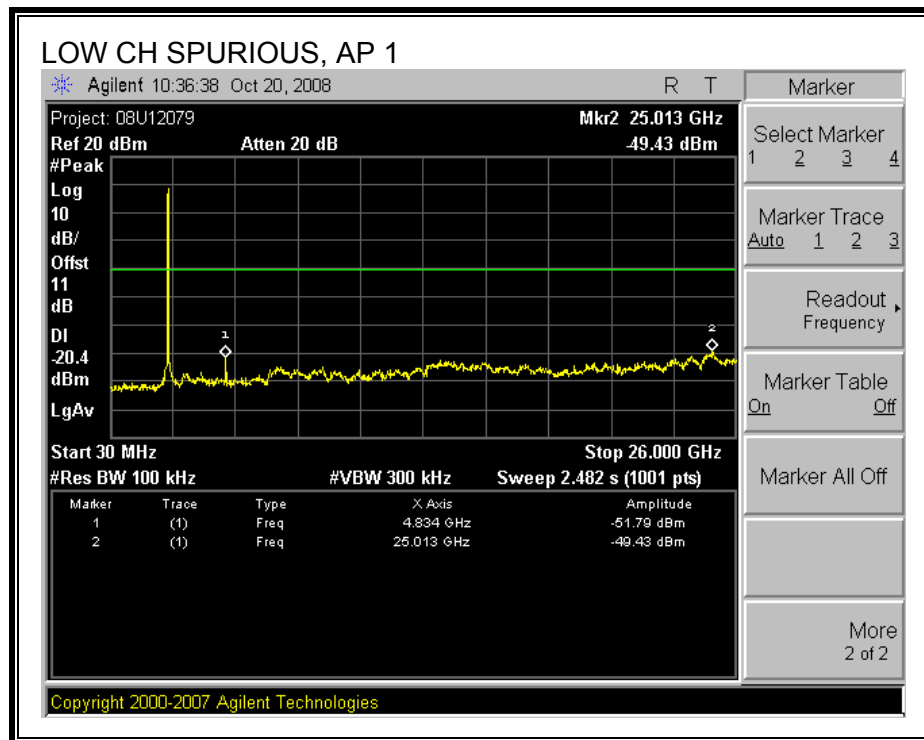 LOW CH SPURIOUS, AP 1
Agilent 10:36:38 Oct 20, 2008 R T
Project: 08U12079 Mkr2 25.013 GHz
Ref 20 dBm Atten 20 dB -49.43 dBm
#Peak
Log
10
dB/
Offst
11
dB
DI
-20.4
dBm
LgAv
1
2
Start 30 MHz Stop 26.000 GHz
#Res BW 100 kHz #VBW 300 kHz Sweep 2.482 s (1001 pts)
Marker Trace Type X Axis Amplitude
1 (1) Freq 4.834 GHz -51.79 dBm
2 (1) Freq 25.013 GHz -49.43 dBm
Marker
Select Marker
1 2 3 4
Marker Trace
Auto 1 2 3
Readout
Frequency
Marker Table
On Off
Marker All Off
More
2 of 2
Copyright 2000-2007 Agilent Technologies